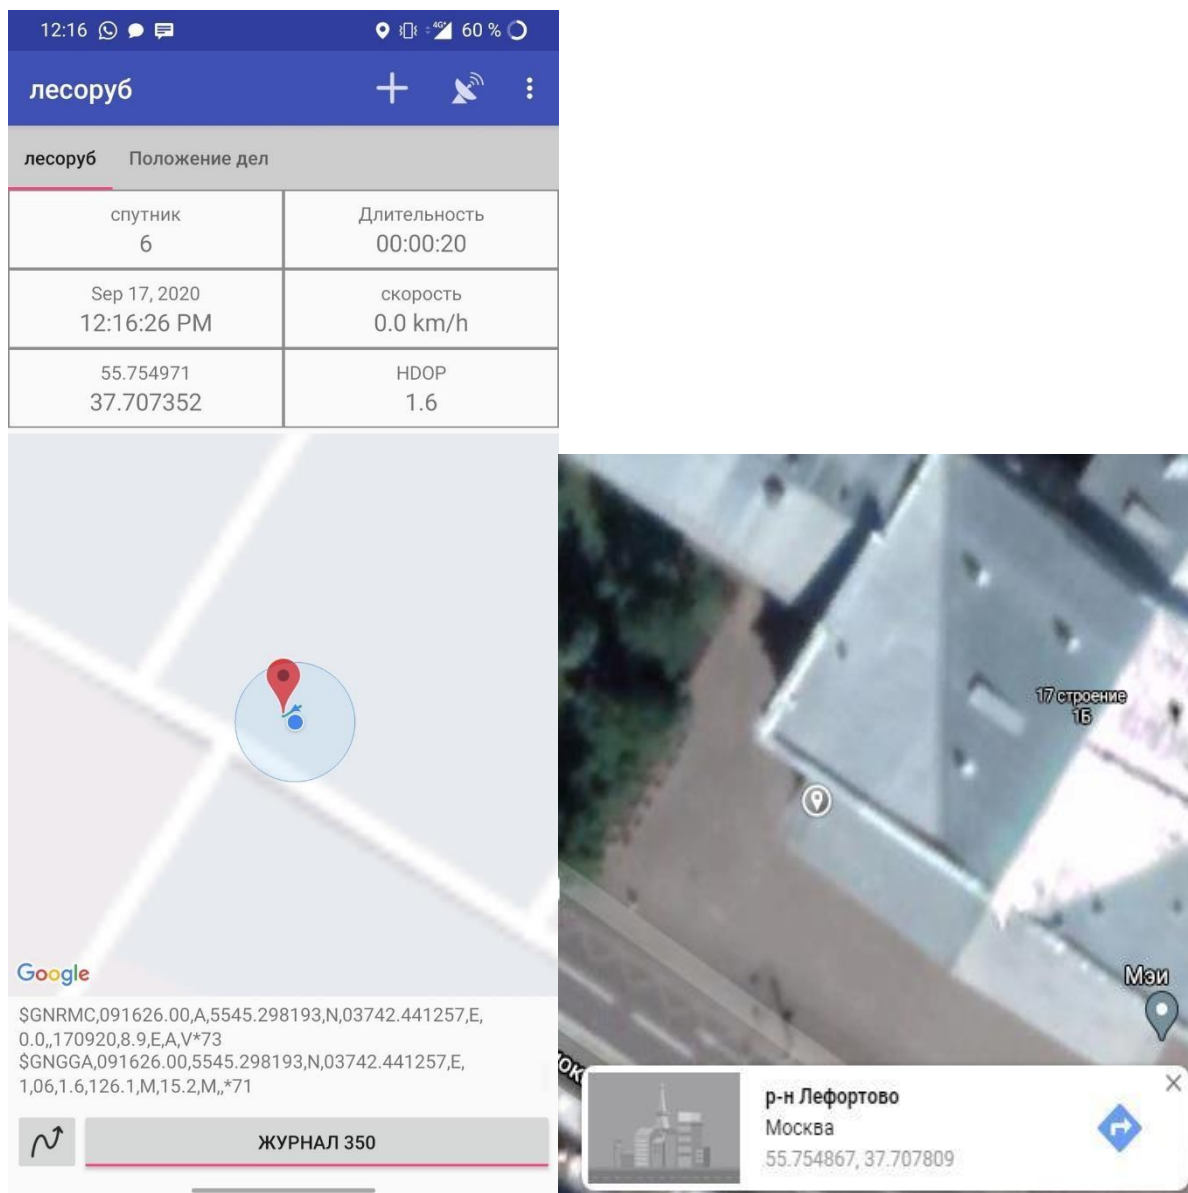 12:16
4G+
60 %
лесоруб
лесоруб
Положение дел
спутник
6
Длительность
00:00:20
Sep 17, 2020
12:16:26 PM
скорость
0.0 km/h
55.754971
37.707352
HDOP
1.6
Google
$GNRMC,091626.00,A,5545.298193,N,03742.441257,E,
0.0,,170920,8.9,E,A,V*73
$GNGGA,091626.00,5545.298193,N,03742.441257,E,
1,06,1.6,126.1,M,15.2,M,,*71
ЖУРНАЛ 350
17 строение
1Б
Мэи
р-н Лефортово
Москва
55.754867, 37.707809